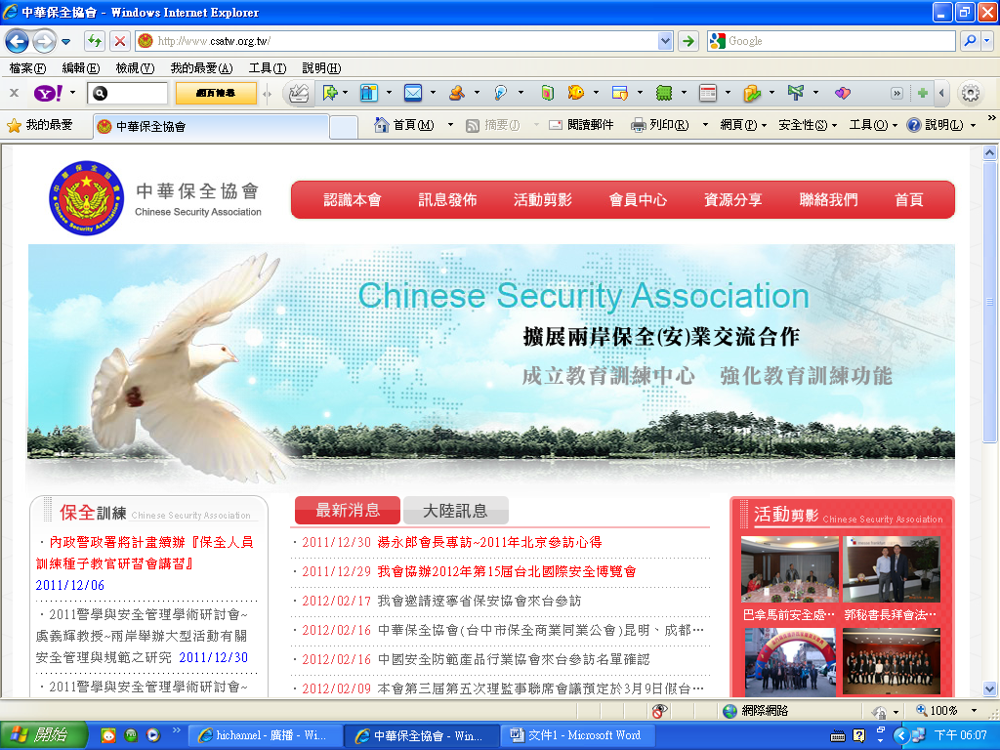 中華保全協會 - Windows Internet Explorer
http://www.csatw.org.tw/
Google
檔案(F) 編輯(E) 檢視(V) 我的最愛(A) 工具(T) 說明(H)
Y! 網頁搜尋
我的最愛 中華保全協會 首頁(M) 摘要(J) 閱讀郵件 列印(R) 網頁(P) 安全性(S) 工具(O) 說明(L)
中華保全協會
Chinese Security Association
認識本會 訊息發佈 活動剪影 會員中心 資源分享 聯絡我們 首頁
Chinese Security Association
擴展兩岸保全(安)業交流合作
成立教育訓練中心 強化教育訓練功能
保全訓練 Chinese Security Association
‧內政警政署將計畫續辦『保全人員
訓練種子教官研習會講習』
2011/12/06
‧2011警學與安全管理學術研討會~
虞義輝教授~兩岸舉辦大型活動有關
安全管理與規範之研究 2011/12/30
‧2011警學與安全管理學術研討會~
最新消息 大陸訊息
‧2011/12/30 湯永郎會長專訪~2011年北京參訪心得
‧2011/12/29 我會協辦2012年第15屆台北國際安全博覽會
‧2012/02/17 我會邀請遼寧省保安協會來台參訪
‧2012/02/16 中華保全協會(台中市保全商業同業公會)昆明、成都…
‧2012/02/16 中國安全防範產品行業協會來台參訪名單確認
‧2012/02/09 本會第三屆第五次理監事聯席會議預定於3月9日假台…
活動剪影 Chinese Security Association
巴拿馬前安全處… 郭秘書長拜會法…
網際網路 100%
開始 hichannel - 廣播 - Wi... 中華保全協會 - Win... 文件1 - Microsoft Word 下午 06:07